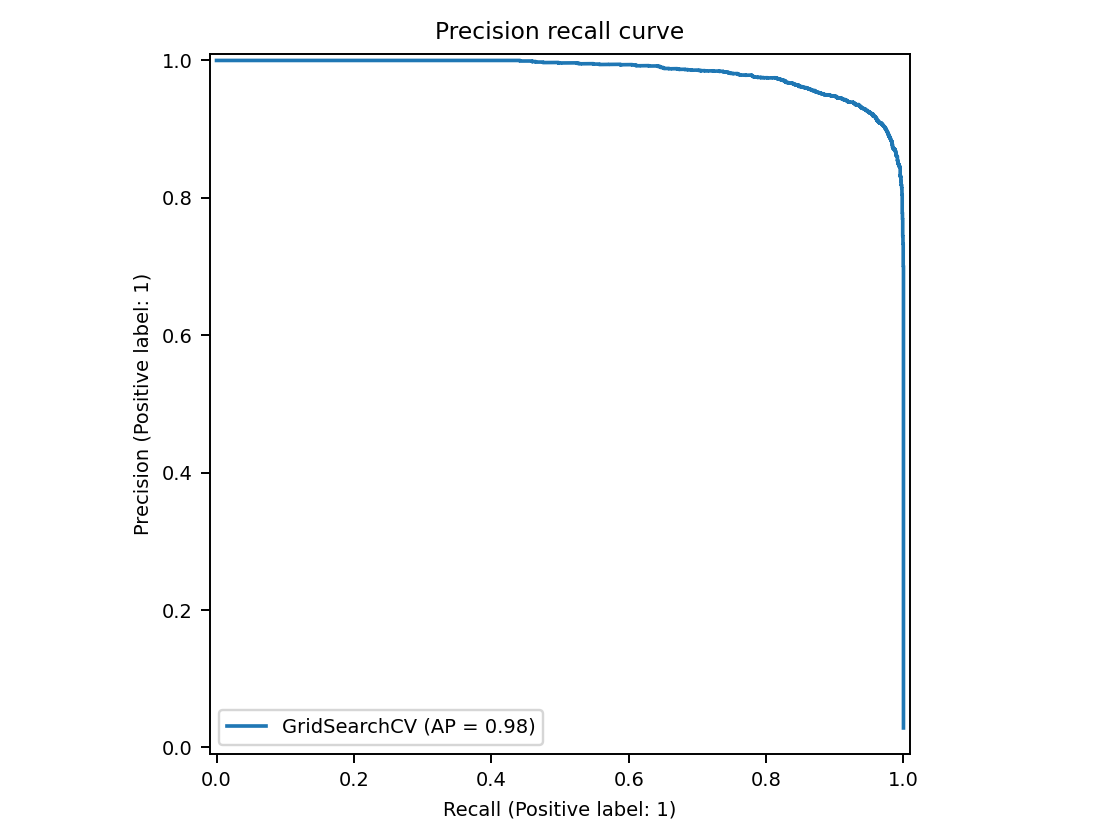 Precision recall curve
1.0
0.8
0.6
0.4
0.2
0.0
Precision (Positive label: 1)
GridSearchCV (AP = 0.98)
0.0 0.2 0.4 0.6 0.8 1.0
Recall (Positive label: 1)